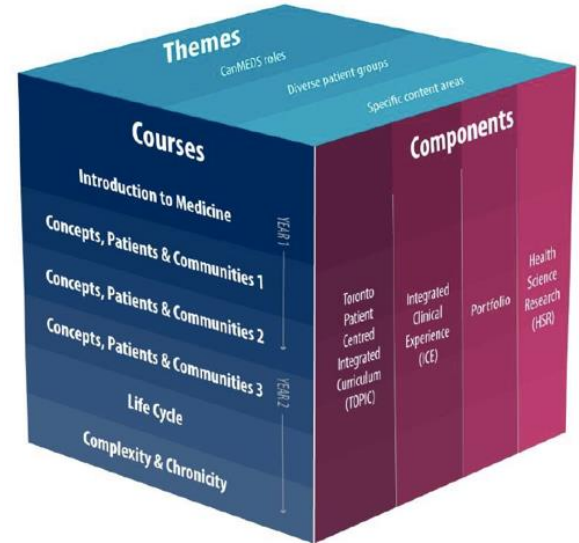 Themes
CanMEDS roles
Diverse patient groups
Specific content areas
Courses
Introduction to Medicine
Concepts, Patients & Communities 1
Concepts, Patients & Communities 2
Concepts, Patients & Communities 3
Life Cycle
Complexity & Chronicity
YEAR 1
YEAR 2
Components
Toronto
Patient
Centred
Integrated
Curriculum
(TOPIC)
Integrated
Clinical
Experience
(ICE)
Portfolio
Health
Science
Research
(HSR)